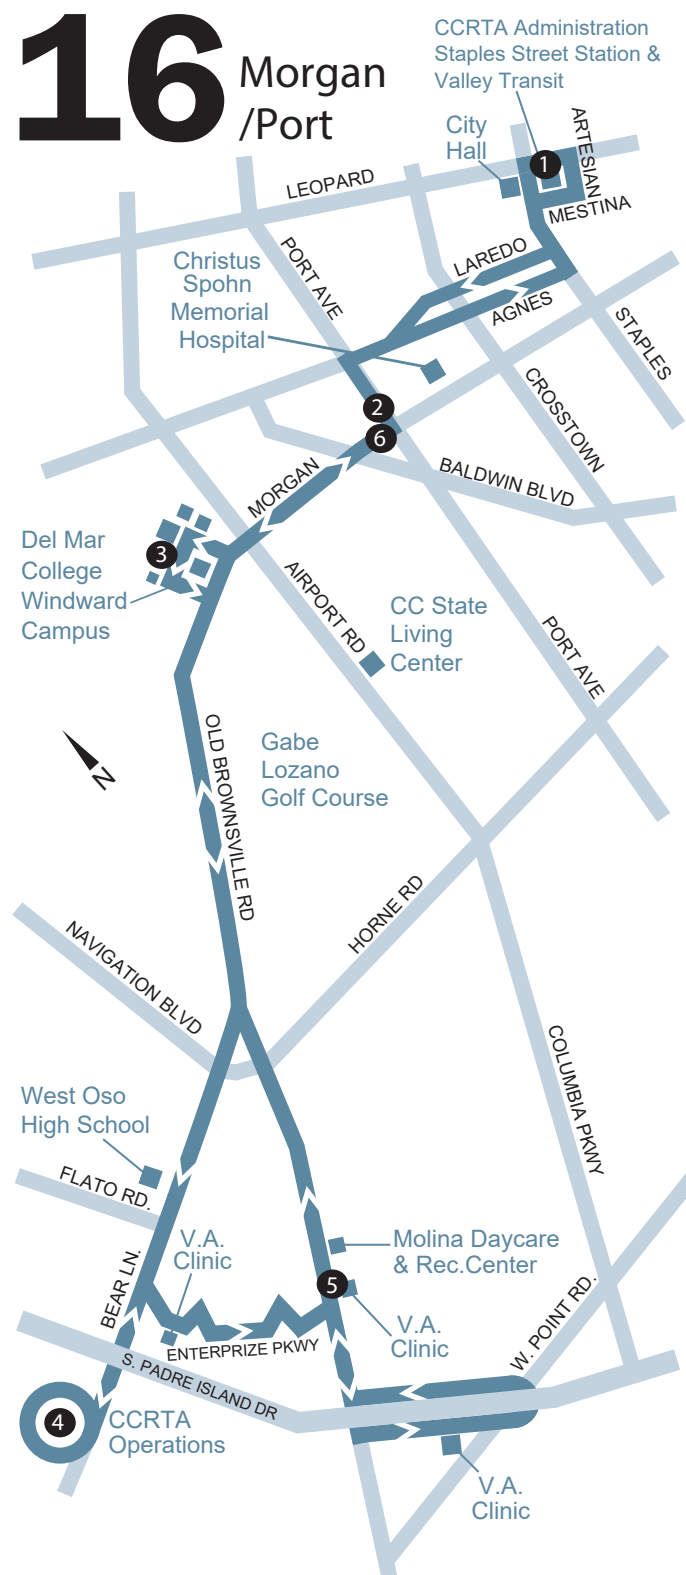 16
Morgan
/Port
CCRTA Administration
Staples Street Station &
Valley Transit
City
Hall
1
ARTESIAN
LEOPARD
MESTINA
PORT AVE
LAREDO
Christus
Spohn
Memorial
Hospital
AGNES
STAPLES
CROSSTOWN
2
6
MORGAN
BALDWIN BLVD
Del Mar
College
Windward
Campus
3
AIRPORT RD
CC State
Living
Center
PORT AVE
N
OLD BROWNSVILLE RD
Gabe
Lozano
Golf Course
HORNE RD
NAVIGATION BLVD
COLUMBIA PKWY
West Oso
High School
FLATO RD.
BEAR LN.
V.A.
Clinic
Molina Daycare
& Rec.Center
5
V.A.
Clinic
W. POINT RD.
ENTERPRIZE PKWY
S. PADRE ISLAND DR
4
CCRTA
Operations
V.A.
Clinic